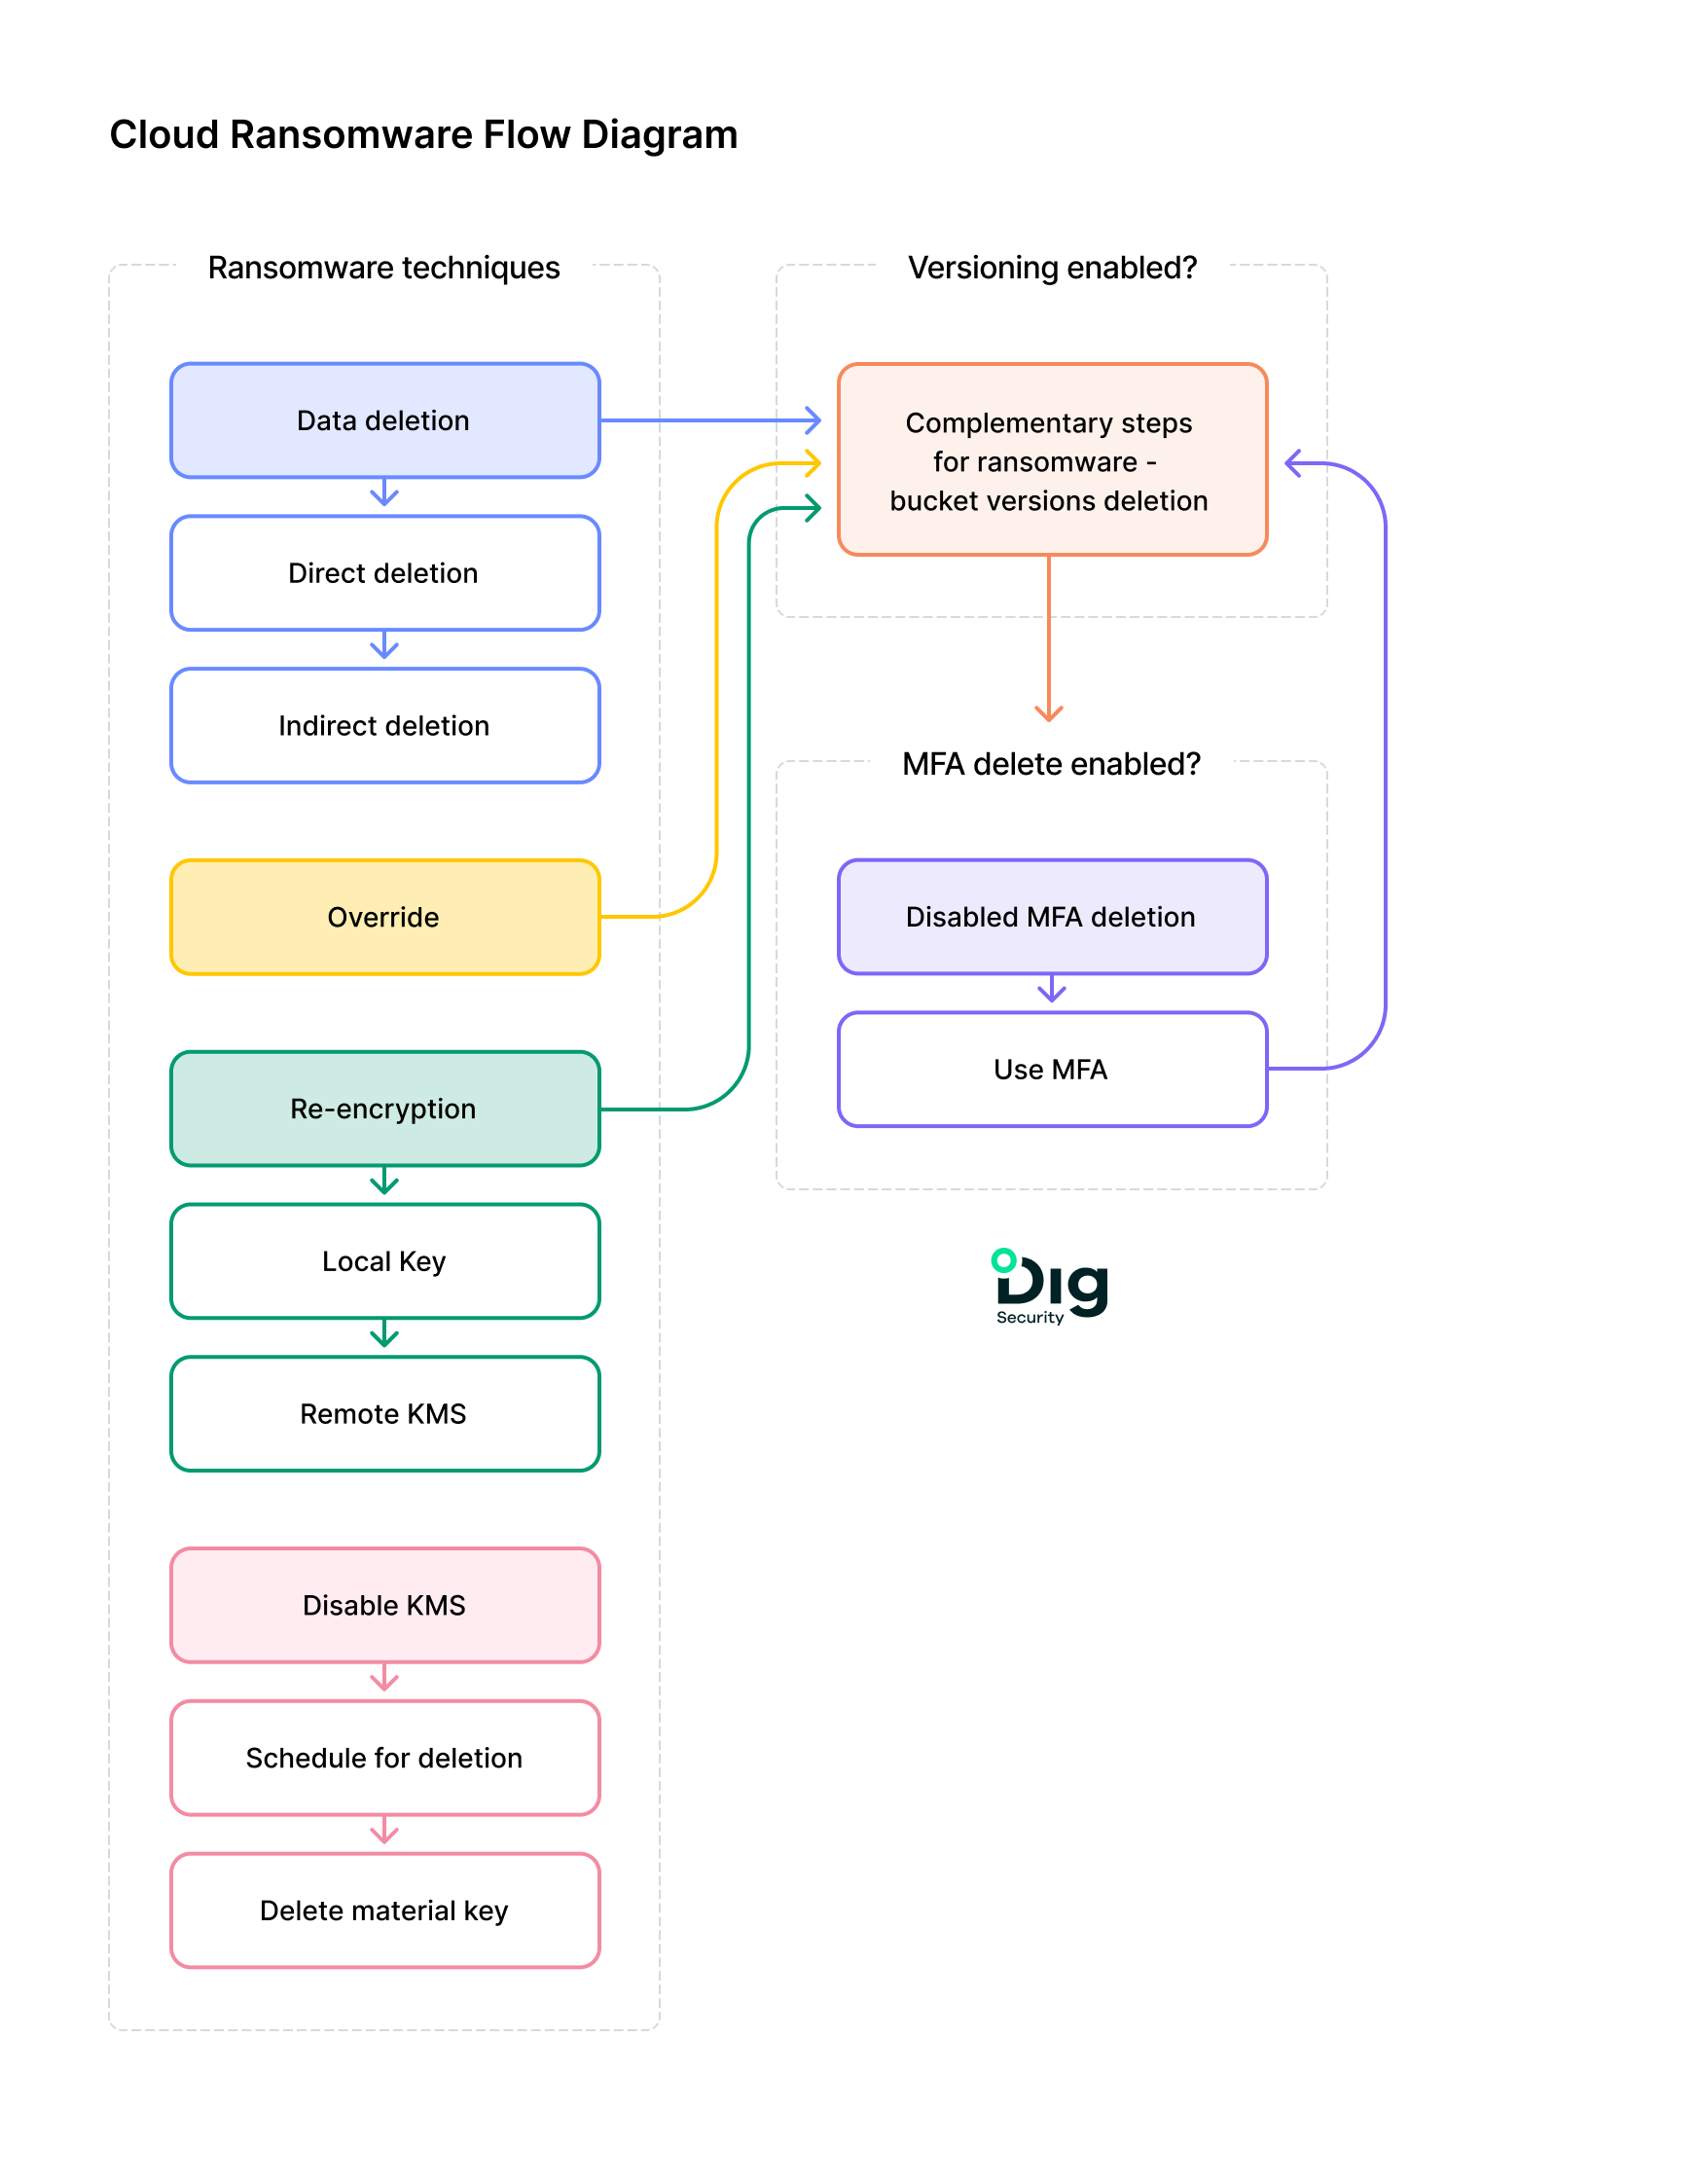 Cloud Ransomware Flow Diagram
Ransomware techniques
Data deletion
Direct deletion
Indirect deletion
Override
Re-encryption
Local Key
Remote KMS
Disable KMS
Schedule for deletion
Delete material key
Versioning enabled?
Complementary steps
for ransomware -
bucket versions deletion
MFA delete enabled?
Disabled MFA deletion
Use MFA
Dig
Security